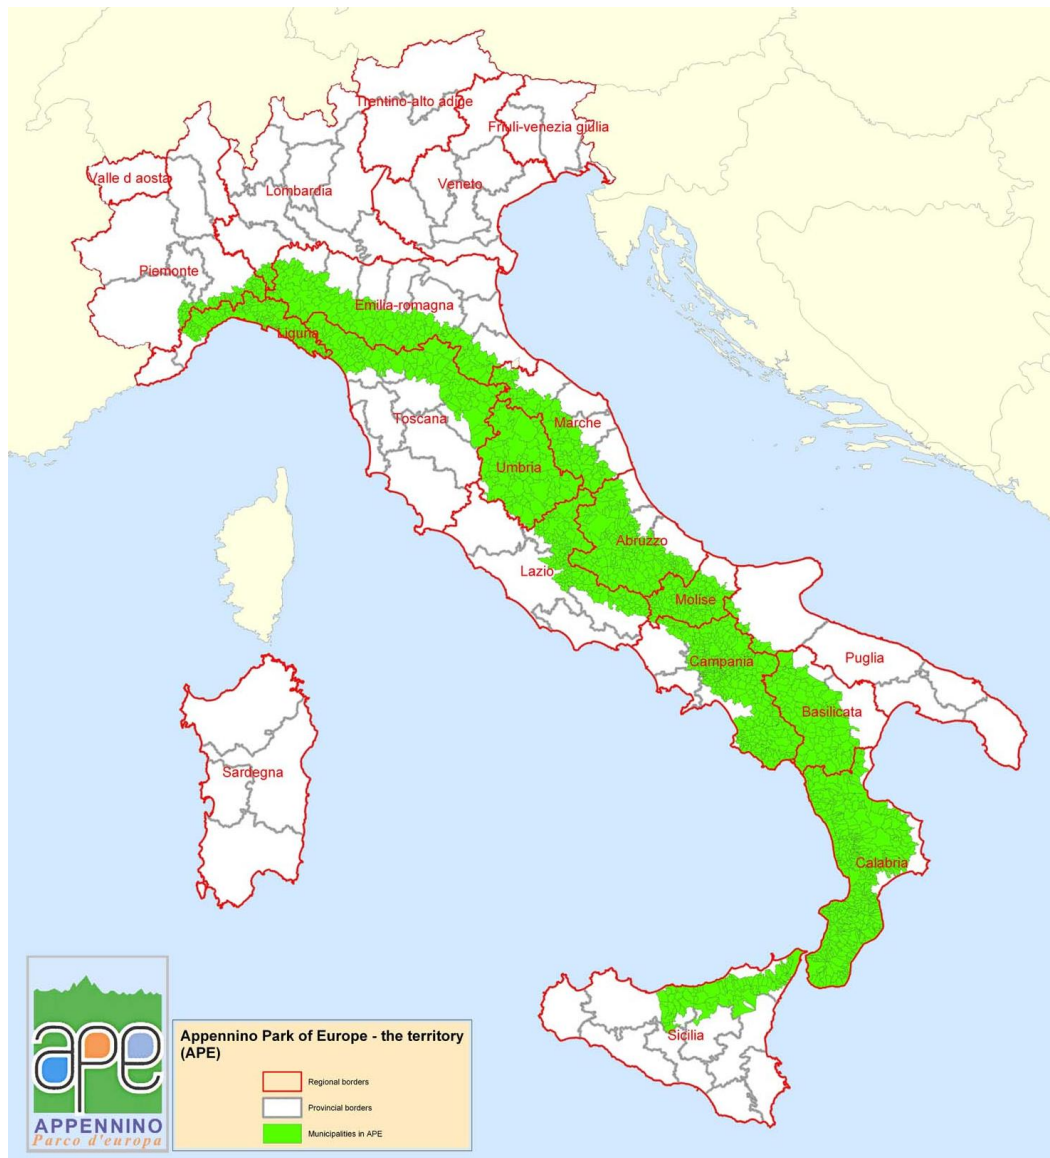 Trentino-alto adige
Friuli-venezia giulia
Valle d aosta
Lombardia
Veneto
Piemonte
Emilia-romagna
Liguria
Toscana
Marche
Umbria
Abruzzo
Lazio
Molise
Campania
Puglia
Basilicata
Sardegna
Calabria
Sicilia
ape
APPENNINO
Parco d'europa
Appennino Park of Europe - the territory
(APE)
Regional borders
Provincial borders
Municipalities in APE